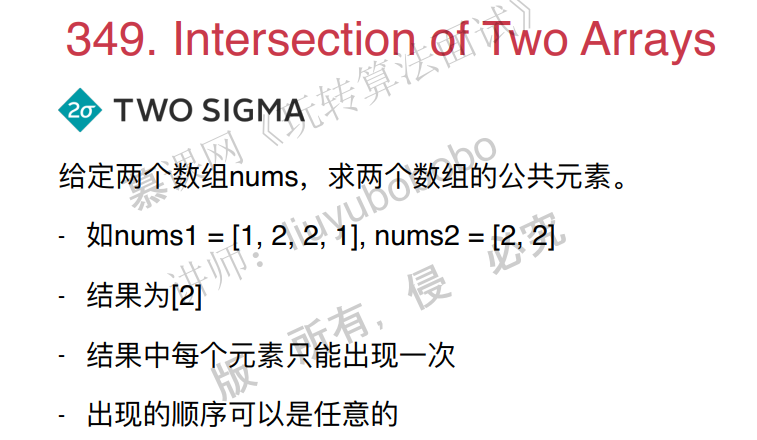 349. Intersection of Two Arrays
2σ TWO SIGMA
给定两个数组nums，求两个数组的公共元素。
- 如nums1 = [1, 2, 2, 1], nums2 = [2, 2]
- 结果为[2]
- 结果中每个元素只能出现一次
- 出现的顺序可以是任意的
慕课网《玩转算法面试》
讲师：liuyubobobo
版 所有，侵 必究